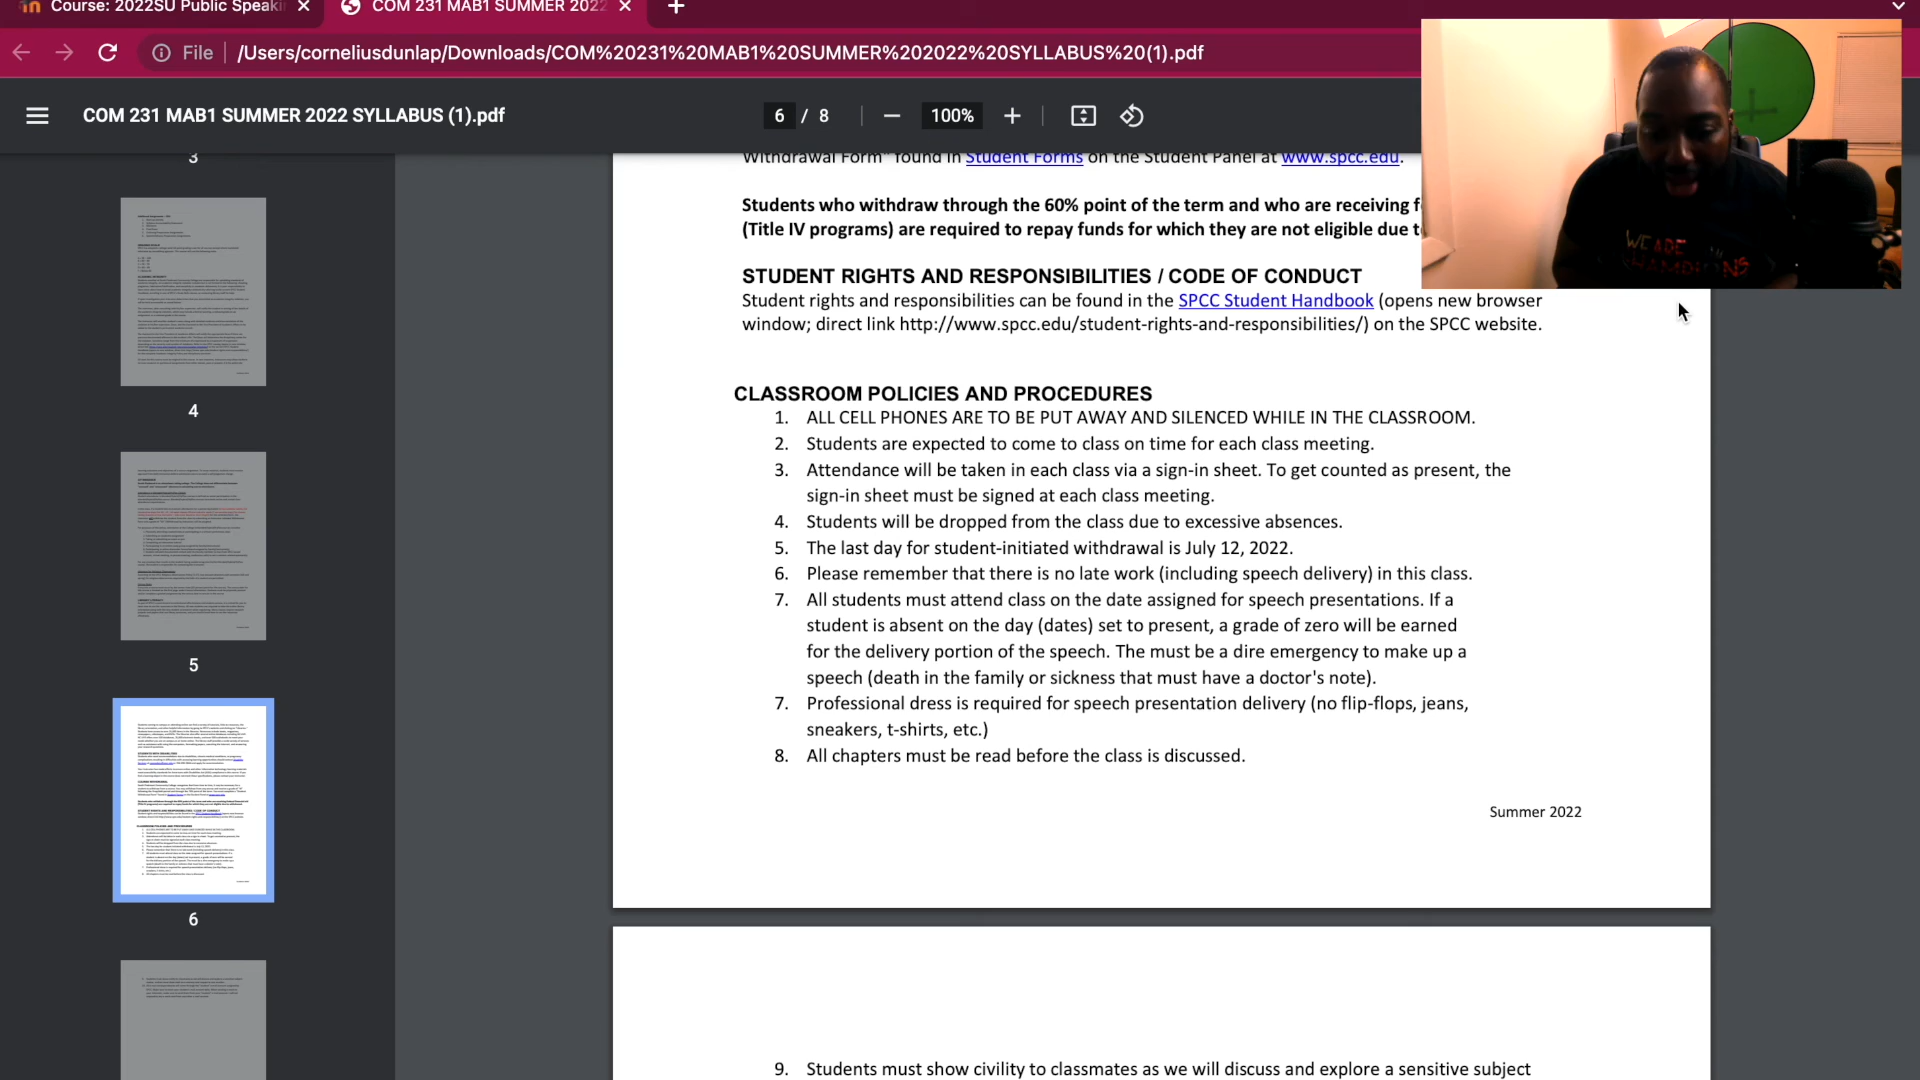 Course: 2022SU Public Speaki
COM 231 MAB1 SUMMER 2022
File
/Users/corneliusdunlap/Downloads/COM%20231%20MAB1%20SUMMER%202022%20SYLLABUS%20(1).pdf
COM 231 MAB1 SUMMER 2022 SYLLABUS (1).pdf
6 / 8
100%
3
4
5
6
Withdrawal Form" found in Student Forms on the Student Panel at www.spcc.edu.
Students who withdraw through the 60% point of the term and who are receiving f
(Title IV programs) are required to repay funds for which they are not eligible due t
STUDENT RIGHTS AND RESPONSIBILITIES / CODE OF CONDUCT
Student rights and responsibilities can be found in the SPCC Student Handbook (opens new browser
window; direct link http://www.spcc.edu/student-rights-and-responsibilities/) on the SPCC website.
CLASSROOM POLICIES AND PROCEDURES
1. ALL CELL PHONES ARE TO BE PUT AWAY AND SILENCED WHILE IN THE CLASSROOM.
2. Students are expected to come to class on time for each class meeting.
3. Attendance will be taken in each class via a sign-in sheet. To get counted as present, the
sign-in sheet must be signed at each class meeting.
4. Students will be dropped from the class due to excessive absences.
5. The last day for student-initiated withdrawal is July 12, 2022.
6. Please remember that there is no late work (including speech delivery) in this class.
7. All students must attend class on the date assigned for speech presentations. If a
student is absent on the day (dates) set to present, a grade of zero will be earned
for the delivery portion of the speech. The must be a dire emergency to make up a
speech (death in the family or sickness that must have a doctor's note).
7. Professional dress is required for speech presentation delivery (no flip-flops, jeans,
sneakers, t-shirts, etc.)
8. All chapters must be read before the class is discussed.
Summer 2022
9. Students must show civility to classmates as we will discuss and explore a sensitive subject
WE ARE